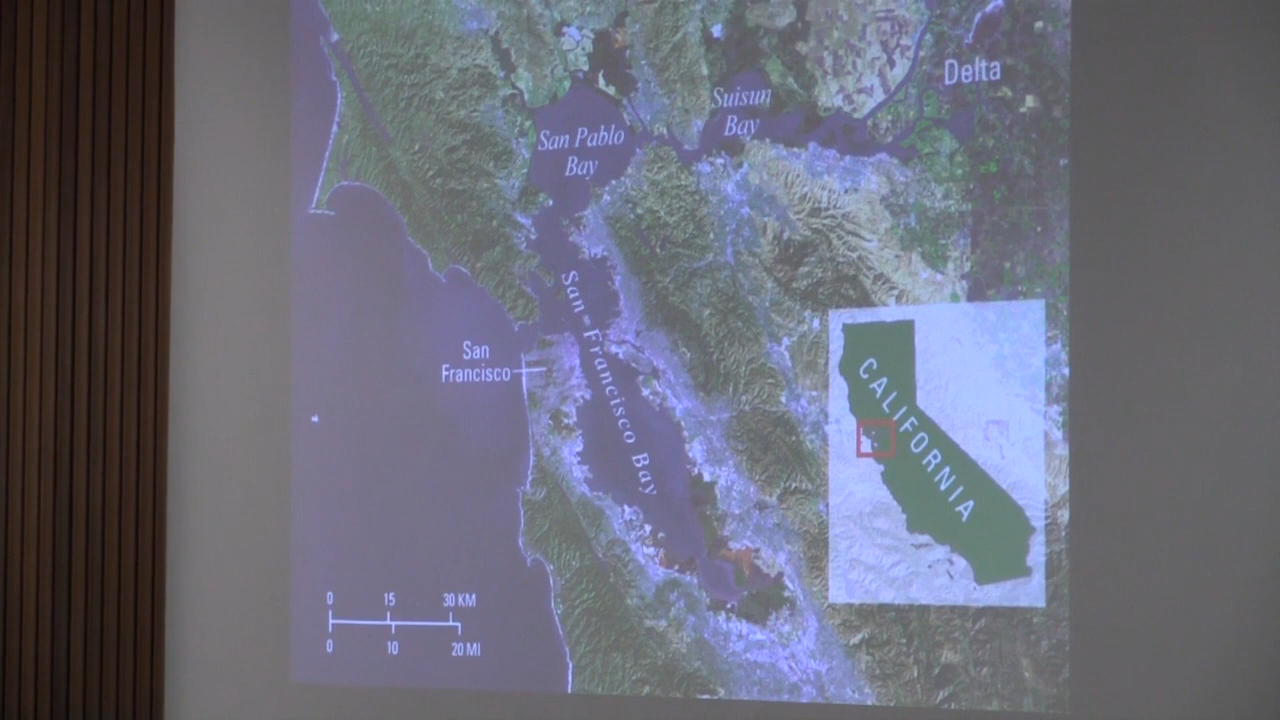 Delta
Suisun
Bay
San Pablo
Bay
San Francisco Bay
San
Francisco
CALIFORNIA
0 15 30 KM
0 10 20 MI